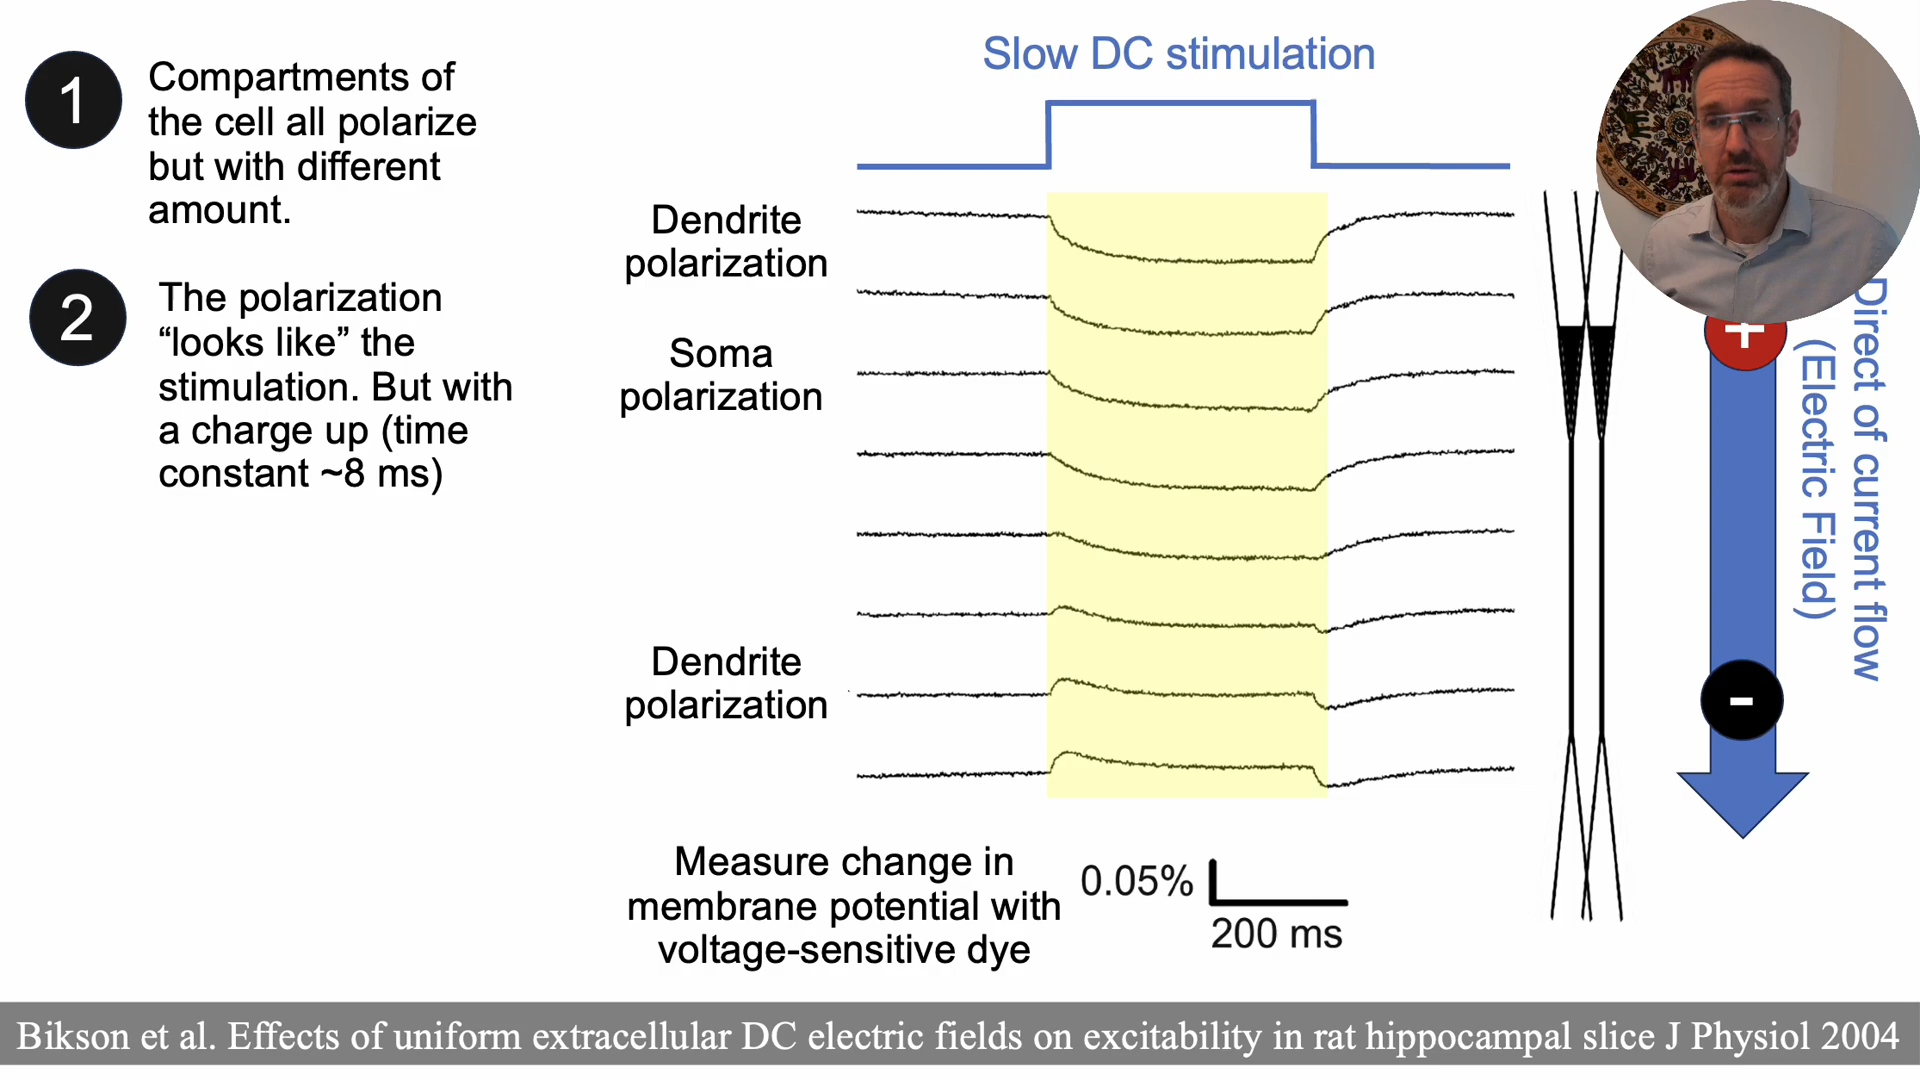 1
Compartments of
the cell all polarize
but with different
amount.
2
The polarization
“looks like” the
stimulation. But with
a charge up (time
constant ~8 ms)
Slow DC stimulation
Dendrite
polarization
Soma
polarization
Dendrite
polarization
Measure change in
membrane potential with
voltage-sensitive dye
0.05%
200 ms
+
-
Direct of current flow
(Electric Field)
Bikson et al. Effects of uniform extracellular DC electric fields on excitability in rat hippocampal slice J Physiol 2004